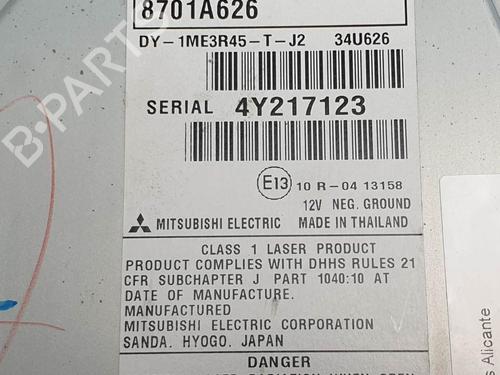 8701A626
DY-1ME3R45-T-J2 34U626
SERIAL 4Y217123
E13 10 R-04 13158
12V NEG. GROUND
MITSUBISHI ELECTRIC MADE IN THAILAND
CLASS 1 LASER PRODUCT
PRODUCT COMPLIES WITH DHHS RULES 21
CFR SUBCHAPTER J PART 1040:10 AT
DATE OF MANUFACTURE.
MANUFACTURED
MITSUBISHI ELECTRIC CORPORATION
SANDA. HYOGO. JAPAN
DANGER
B-PARTS
Alicante